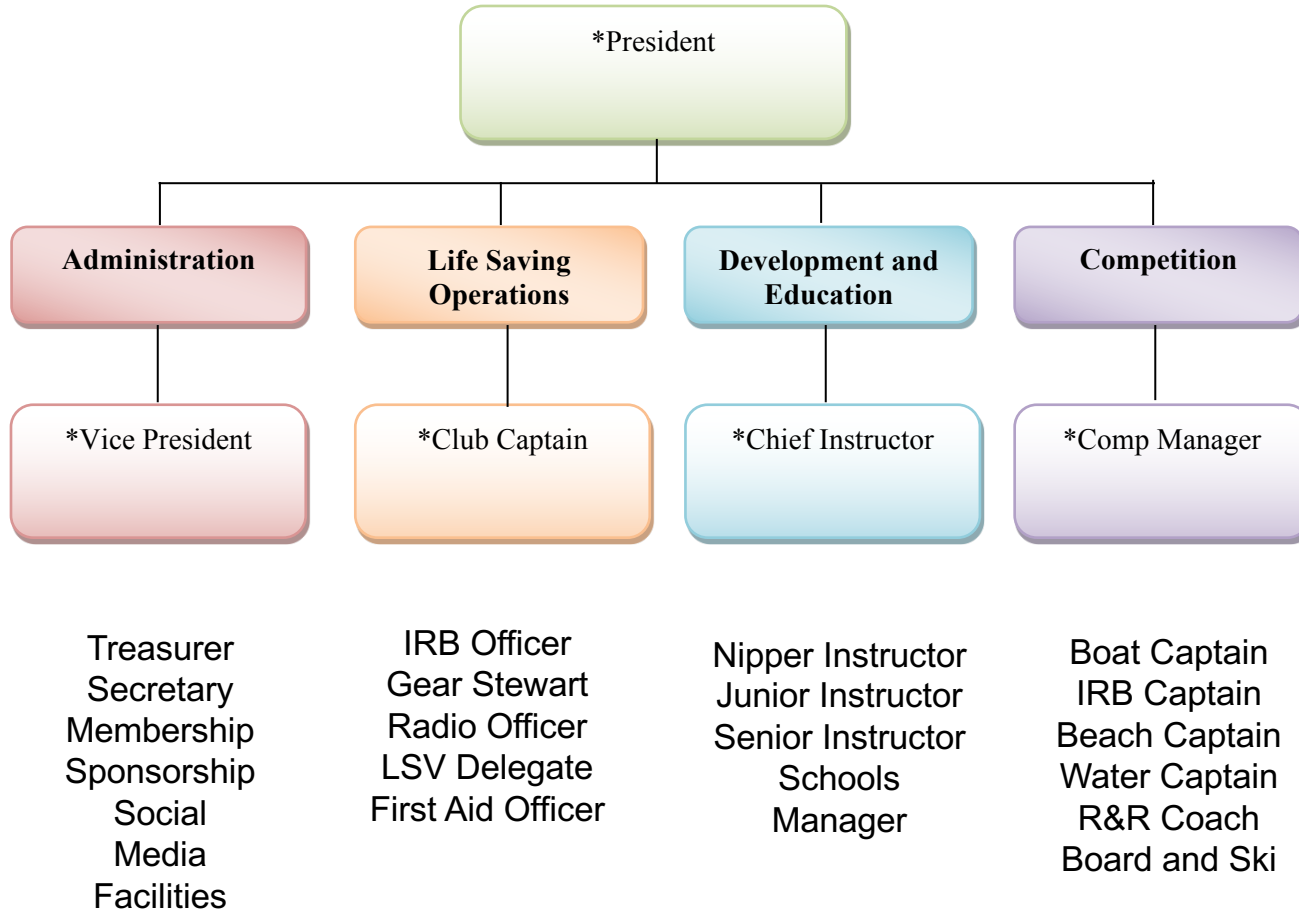 *President
Administration
Life Saving
Operations
Development and
Education
Competition
*Vice President
*Club Captain
*Chief Instructor
*Comp Manager
Treasurer
Secretary
Membership
Sponsorship
Social
Media
Facilities
IRB Officer
Gear Stewart
Radio Officer
LSV Delegate
First Aid Officer
Nipper Instructor
Junior Instructor
Senior Instructor
Schools
Manager
Boat Captain
IRB Captain
Beach Captain
Water Captain
R&R Coach
Board and Ski